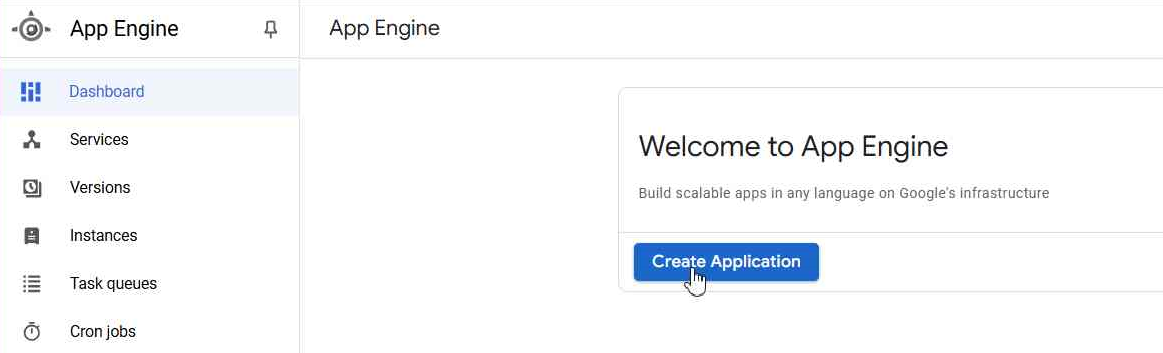 App Engine
App Engine
Dashboard
Services
Versions
Instances
Task queues
Cron jobs
Welcome to App Engine
Build scalable apps in any language on Google's infrastructure
Create Application